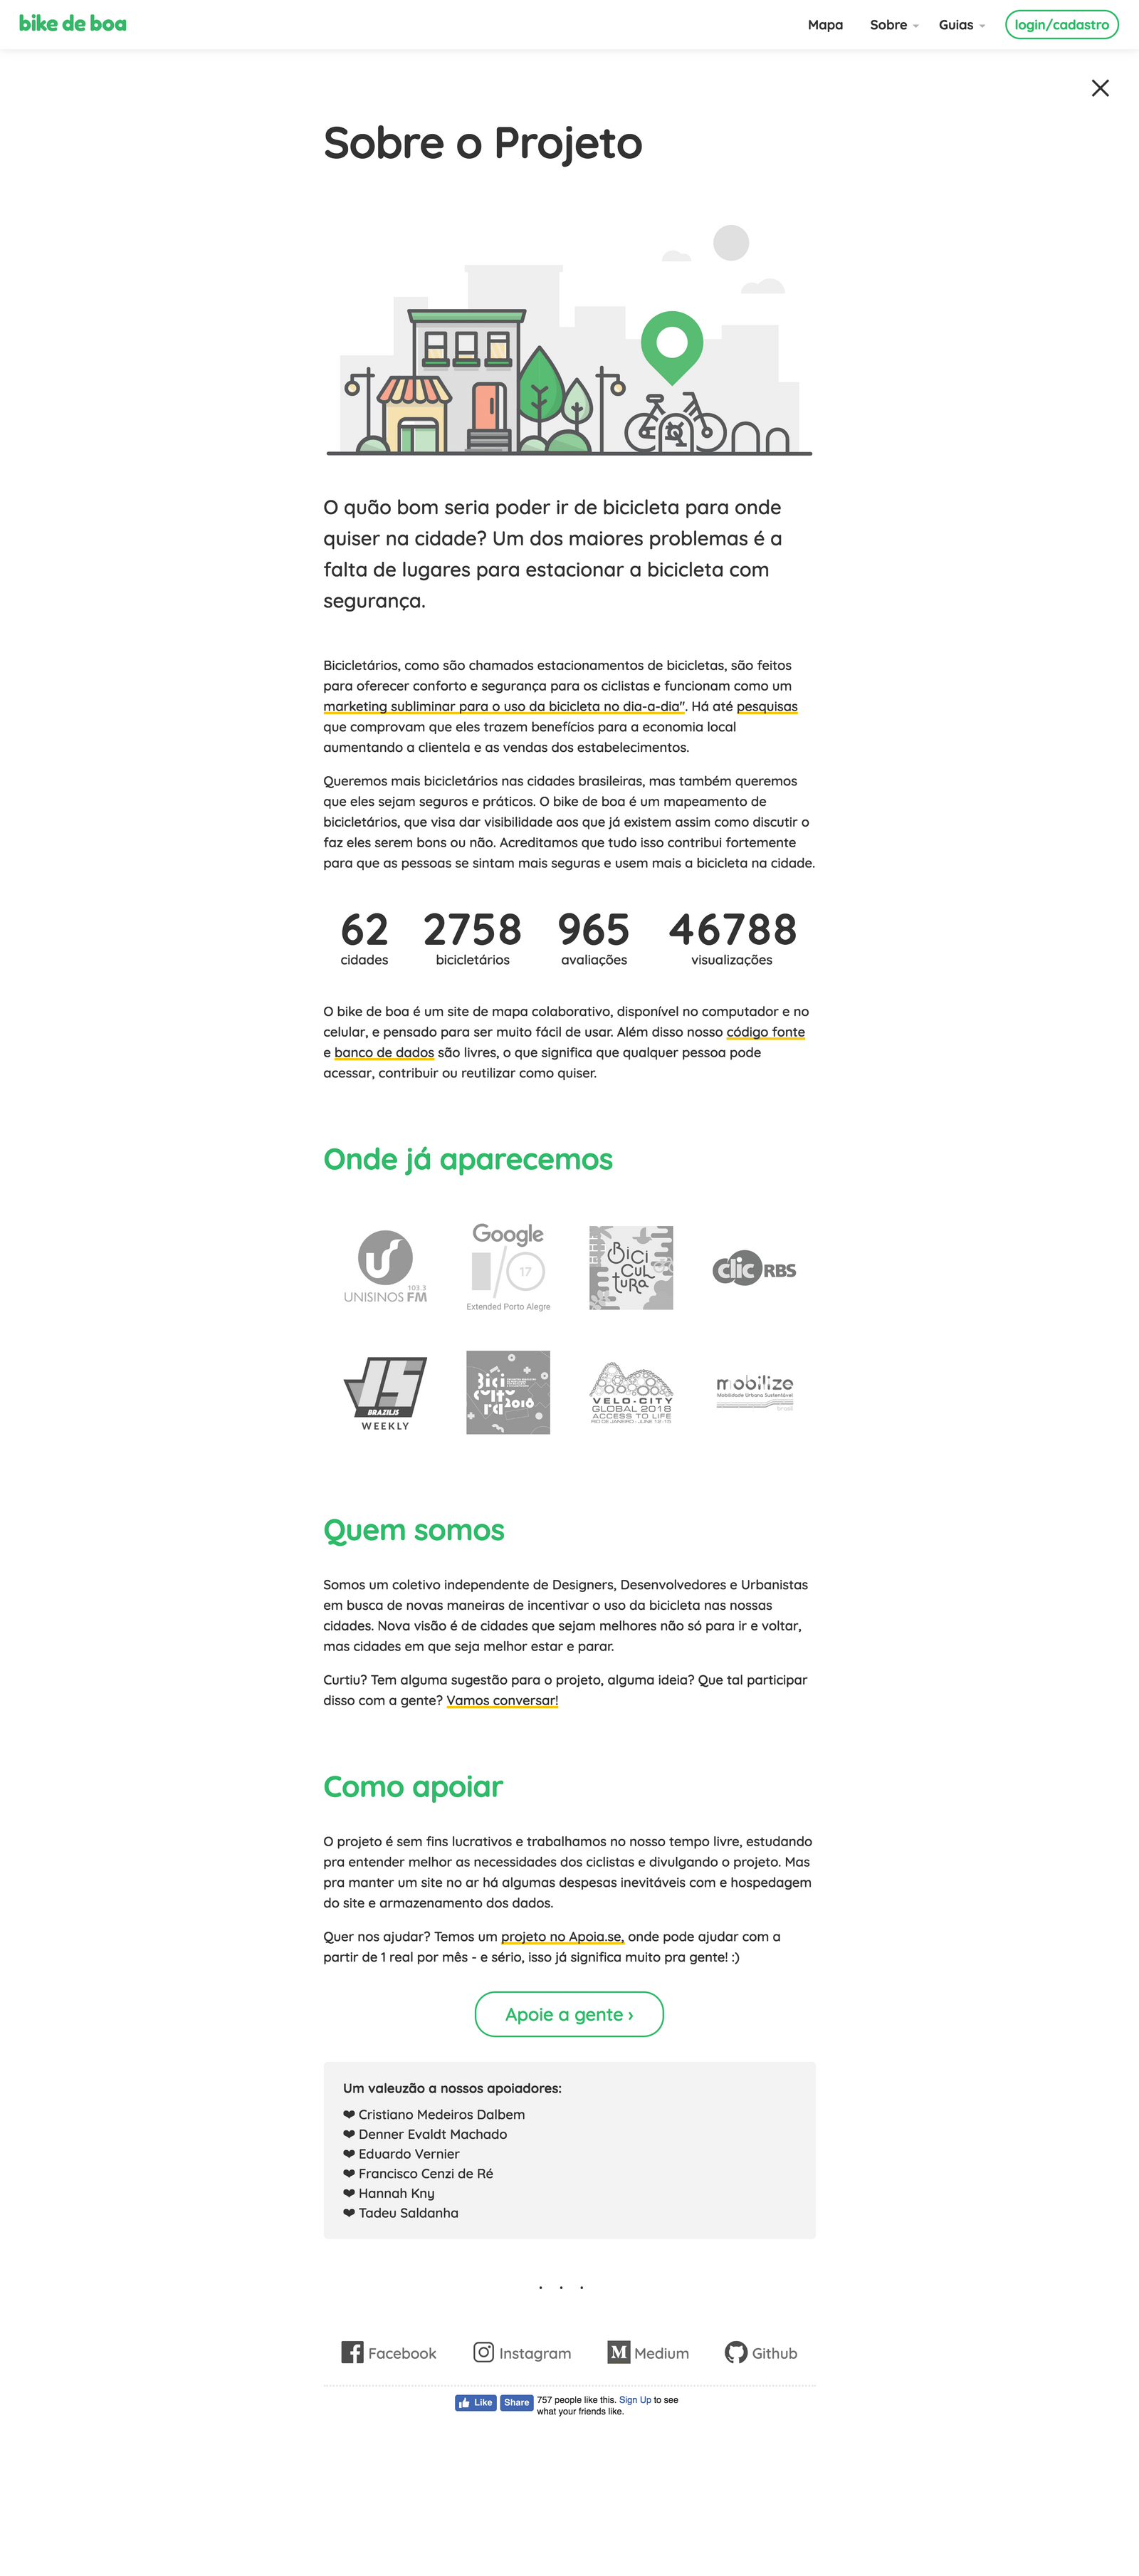 bike de boa
Mapa
Sobre
Guias
login/cadastro
Sobre o Projeto
O quão bom seria poder ir de bicicleta para onde
quiser na cidade? Um dos maiores problemas é a
falta de lugares para estacionar a bicicleta com
segurança.
Bicicletários, como são chamados estacionamentos de bicicletas, são feitos
para oferecer conforto e segurança para os ciclistas e funcionam como um
marketing subliminar para o uso da bicicleta no dia-a-dia". Há até pesquisas
que comprovam que eles trazem benefícios para a economia local
aumentando a clientela e as vendas dos estabelecimentos.
Queremos mais bicicletários nas cidades brasileiras, mas também queremos
que eles sejam seguros e práticos. O bike de boa é um mapeamento de
bicicletários, que visa dar visibilidade aos que já existem assim como discutir o
faz eles serem bons ou não. Acreditamos que tudo isso contribui fortemente
para que as pessoas se sintam mais seguras e usem mais a bicicleta na cidade.
62 2758 965 46788
cidades bicicletários avaliações visualizações
O bike de boa é um site de mapa colaborativo, disponível no computador e no
celular, e pensado para ser muito fácil de usar. Além disso nosso código fonte
e banco de dados são livres, o que significa que qualquer pessoa pode
acessar, contribuir ou reutilizar como quiser.
Onde já aparecemos
103.3
UNISINOS FM
Google
I/O 17
Extended Porto Alegre
BiCi
CuL
TuRa
clicRBS
JS
BRAZILJS
WEEKLY
Bici
cultu
ra2018
VELO-CITY
GLOBAL 2018
ACCESS TO LIFE
RIO DE JANEIRO - JUNE 12-15
mobilize
Mobilidade Urbana Sustentável
Brasil
Quem somos
Somos um coletivo independente de Designers, Desenvolvedores e Urbanistas
em busca de novas maneiras de incentivar o uso da bicicleta nas nossas
cidades. Nova visão é de cidades que sejam melhores não só para ir e voltar,
mas cidades em que seja melhor estar e parar.
Curtiu? Tem alguma sugestão para o projeto, alguma ideia? Que tal participar
disso com a gente? Vamos conversar!
Como apoiar
O projeto é sem fins lucrativos e trabalhamos no nosso tempo livre, estudando
pra entender melhor as necessidades dos ciclistas e divulgando o projeto. Mas
pra manter um site no ar há algumas despesas inevitáveis com e hospedagem
do site e armazenamento dos dados.
Quer nos ajudar? Temos um projeto no Apoia.se, onde pode ajudar com a
partir de 1 real por mês - e sério, isso já significa muito pra gente! :)
Apoie a gente ›
Um valeuzão a nossos apoiadores:
❤ Cristiano Medeiros Dalbem
❤ Denner Evaldt Machado
❤ Eduardo Vernier
❤ Francisco Cenzi de Ré
❤ Hannah Kny
❤ Tadeu Saldanha
. . .
Facebook
Instagram
Medium
Github
Like Share 757 people like this. Sign Up to see
what your friends like.